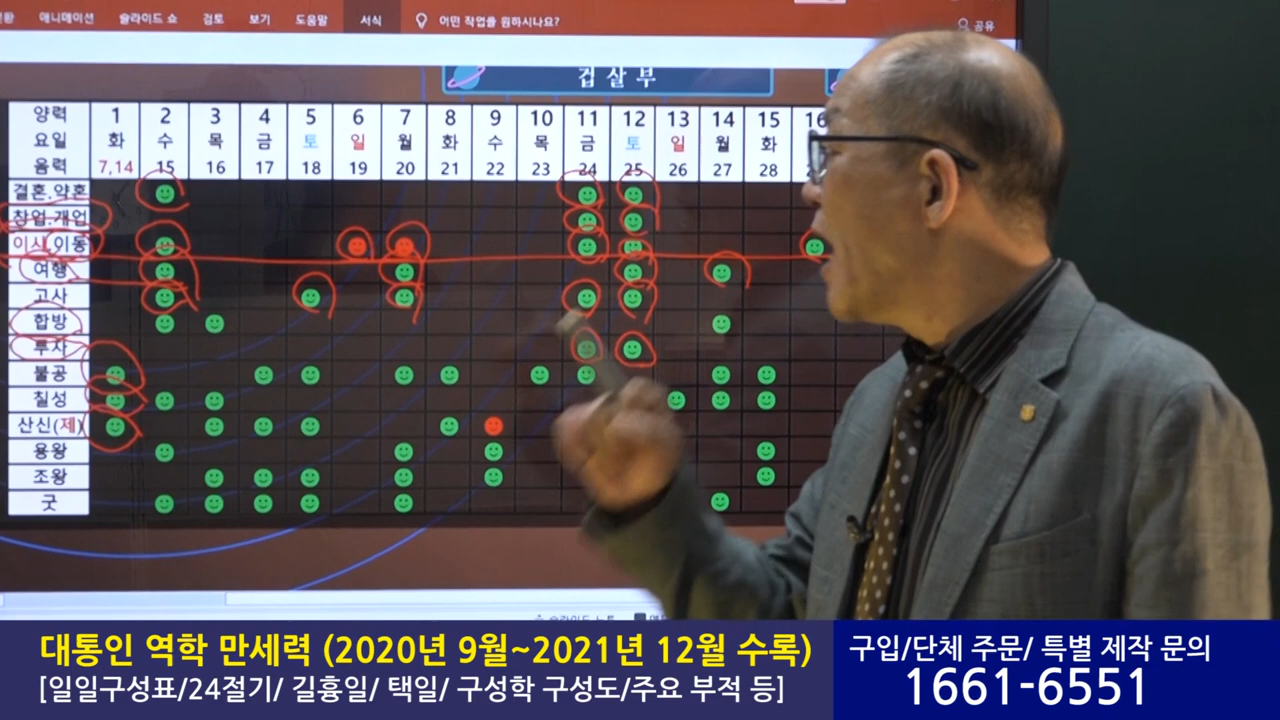 애니메이션 슬라이드 쇼 검토 보기 도움말 서식 어떤 작업을 원하시나요? 공유
겁살부
양력 1 2 3 4 5 6 7 8 9 10 11 12 13 14 15 16
요일 화 수 목 금 토 일 월 화 수 목 금 토 일 월 화
음력 7,14 15 16 17 18 19 20 21 22 23 24 25 26 27 28
결혼.약혼
창업.개업
이사.이동
여행
고사
합방
투자
불공
칠성
산신(제)
용왕
조왕
굿
대통인 역학 만세력 (2020년 9월~2021년 12월 수록)
[일일구성표/24절기/ 길흉일/ 택일/ 구성학 구성도/주요 부적 등]
구입/단체 주문/ 특별 제작 문의
1661-6551